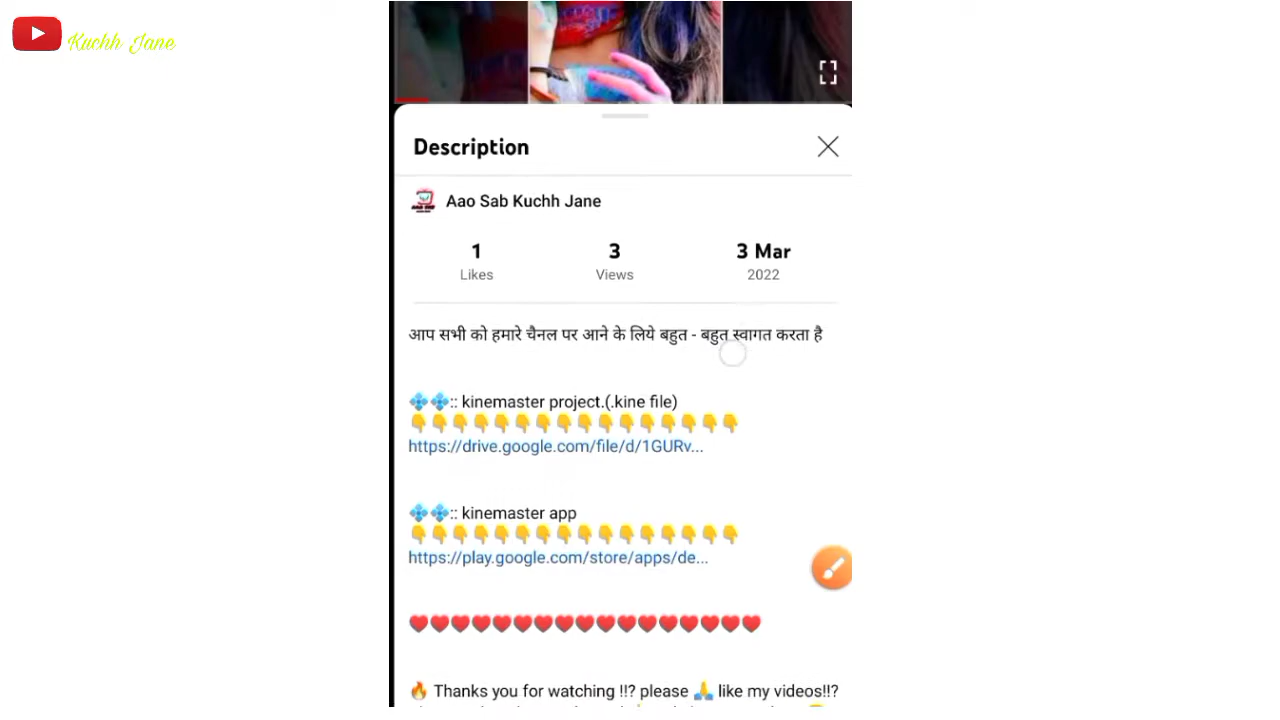 Kuchh Jane
Description
Aao Sab Kuchh Jane
1 3 3 Mar
Likes Views 2022
आप सभी को हमारे चैनल पर आने के लिये बहुत - बहुत स्वागत करता है
💠💠:: kinemaster project.(.kine file)
👇👇👇👇👇👇👇👇👇👇👇👇👇👇👇👇
https://drive.google.com/file/d/1GURv...
💠💠:: kinemaster app
👇👇👇👇👇👇👇👇👇👇👇👇👇👇👇👇
https://play.google.com/store/apps/de...
❤️❤️❤️❤️❤️❤️❤️❤️❤️❤️❤️❤️❤️❤️❤️❤️❤️
🔥 Thanks you for watching !!? please 🙏 like my videos!!?